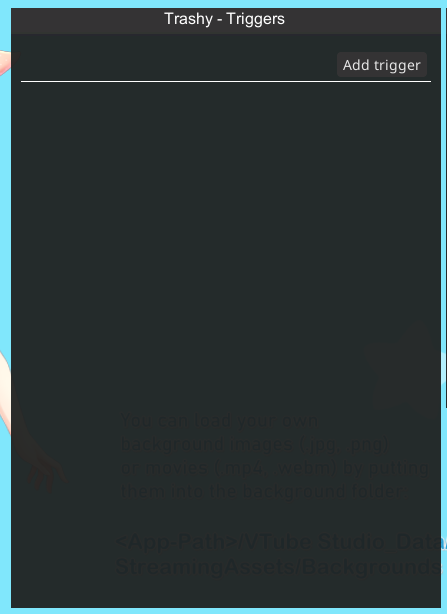 Trashy - Triggers
Add trigger
You can load your own
background images (.jpg, .png)
or movies (.mp4, .webm) by putting
them into the background folder:
<App-Path>/VTube Studio_Data/
StreamingAssets/Backgrounds